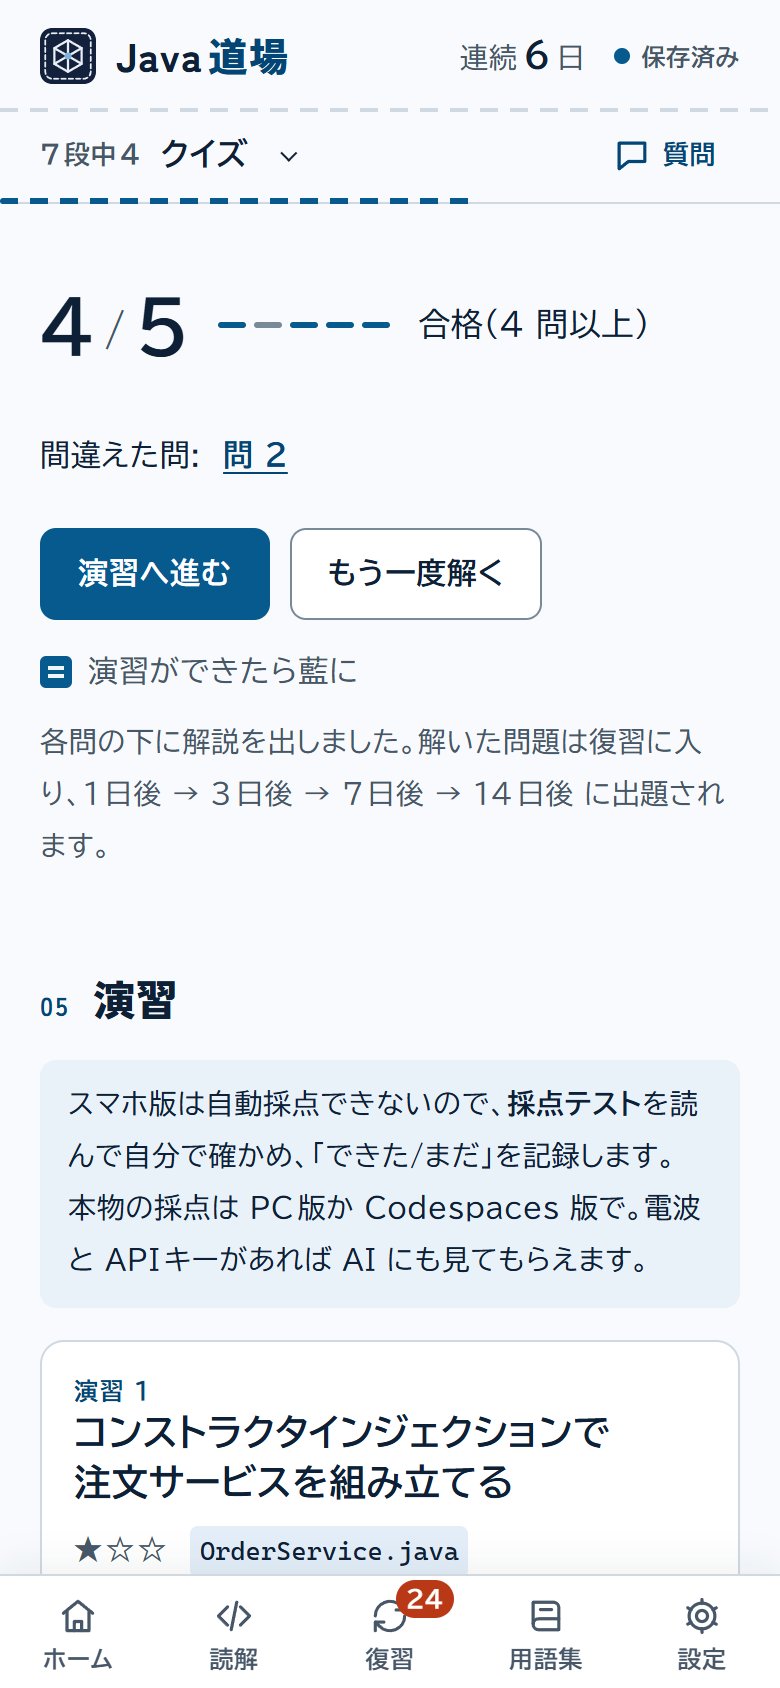 Java 道場
連続 6 日
保存済み
7段中4 クイズ
質問
4 / 5
合格(4 問以上)
間違えた問: 問 2
演習へ進む
もう一度解く
演習ができたら藍に
各問の下に解説を出しました。解いた問題は復習に入
り、1日後 → 3日後 → 7日後 → 14日後 に出題され
ます。
05 演習
スマホ版は自動採点できないので、採点テストを読
んで自分で確かめ、「できた/まだ」を記録します。
本物の採点は PC版か Codespaces 版で。電波
と APIキーがあれば AI にも見てもらえます。
演習 1
コンストラクタインジェクションで
注文サービスを組み立てる
★☆☆ OrderService.java
24
ホーム
読解
復習
用語集
設定